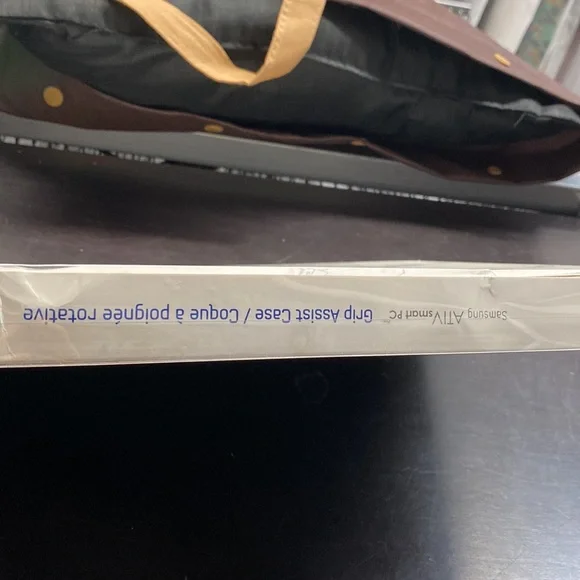 Samsung ATIV smart PC Grip Assist Case / Coque à poignée rotative